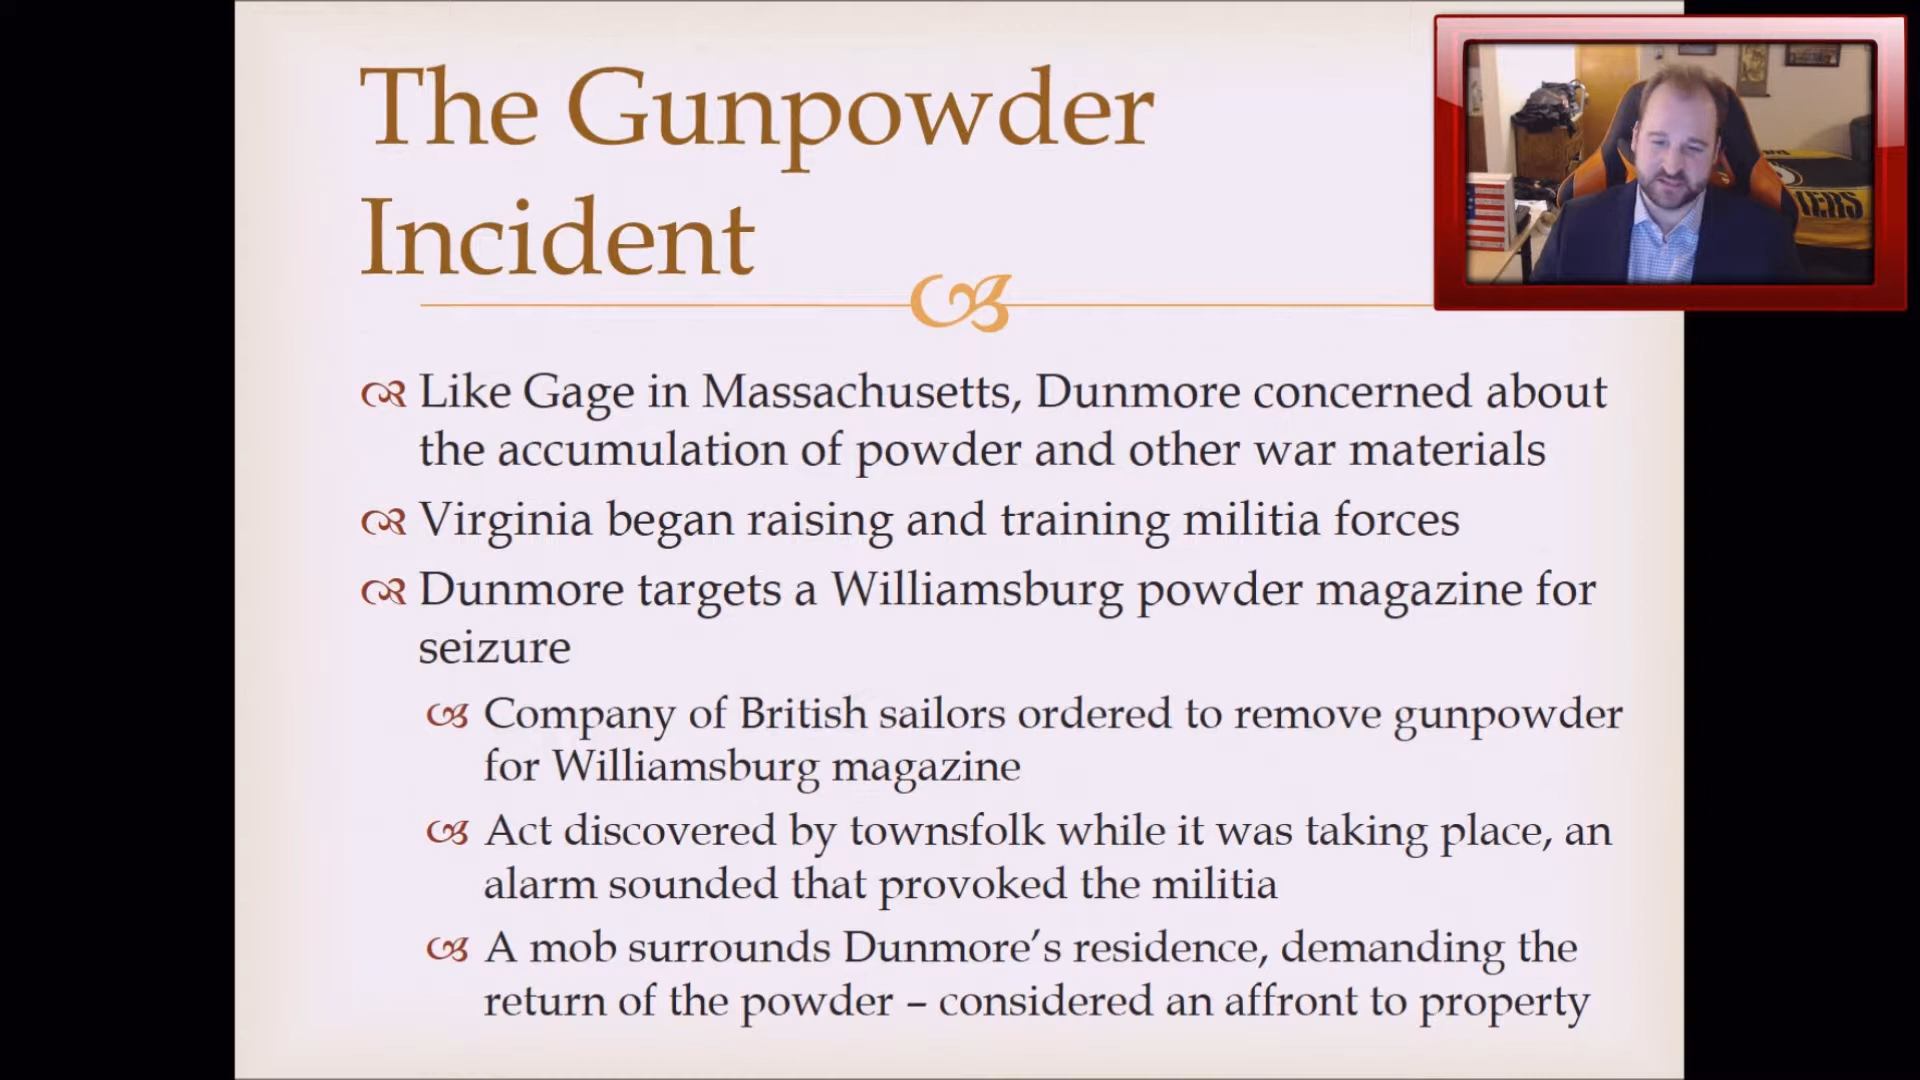 The Gunpowder
Incident
Like Gage in Massachusetts, Dunmore concerned about
the accumulation of powder and other war materials
Virginia began raising and training militia forces
Dunmore targets a Williamsburg powder magazine for
seizure
Company of British sailors ordered to remove gunpowder
for Williamsburg magazine
Act discovered by townsfolk while it was taking place, an
alarm sounded that provoked the militia
A mob surrounds Dunmore's residence, demanding the
return of the powder – considered an affront to property